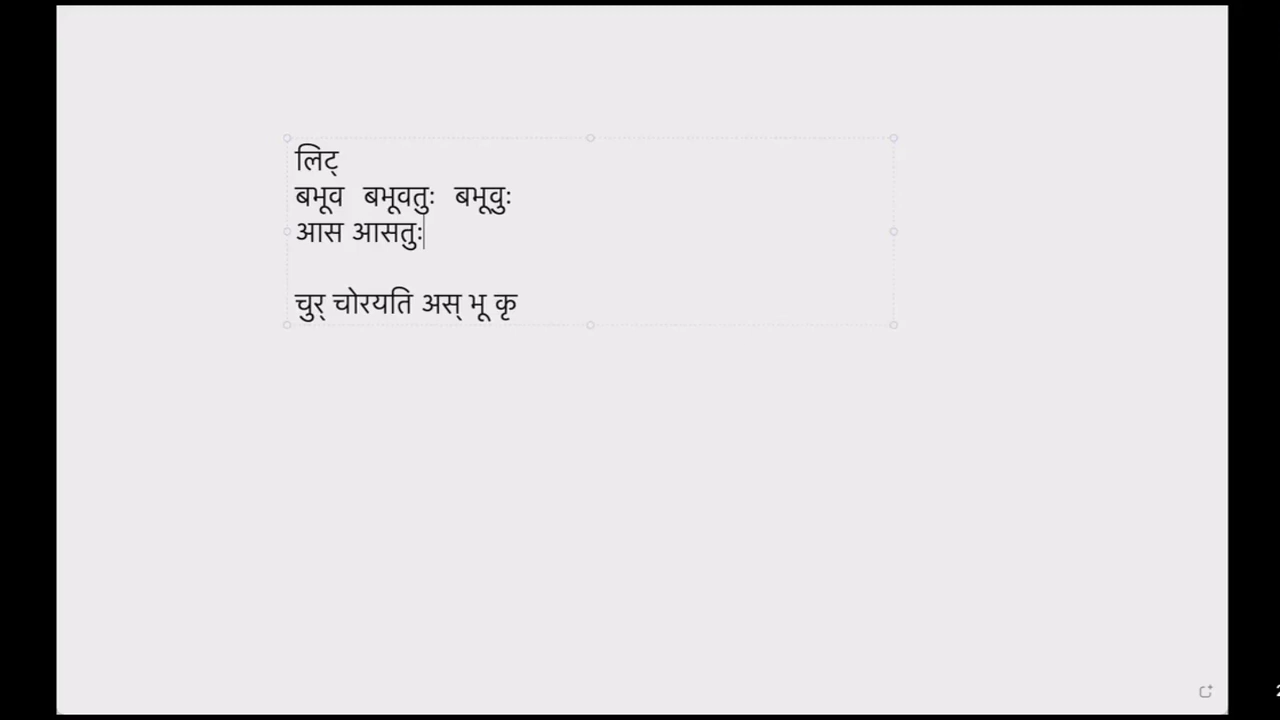 लिट्
बभूव बभूवतुः बभूवुः
आस आसतुः
चुर् चोरयति अस् भू कृ